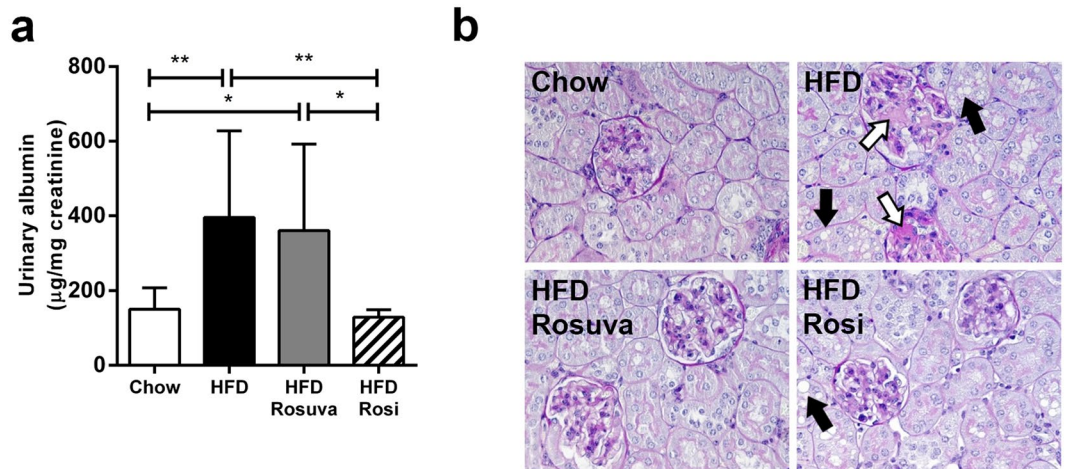 a
Urinary albumin
(µg/mg creatinine)
800
600
400
200
0
**
**
*
*
Chow
HFD
HFD
Rosuva
HFD
Rosi
b
Chow
HFD
HFD
Rosuva
HFD
Rosi